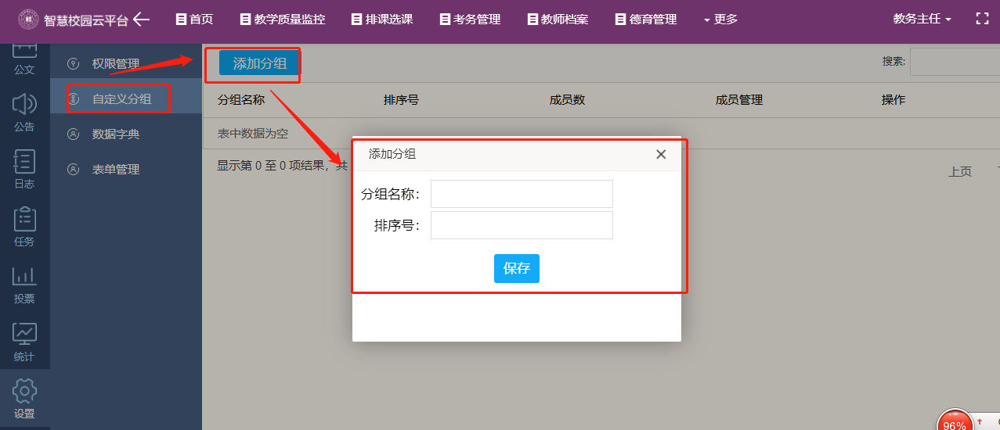 智慧校园云平台 首页 教学质量监控 排课选课 考务管理 教师档案 德育管理 更多 教务主任
公文
公告
日志
任务
投票
统计
设置
权限管理
自定义分组
数据字典
表单管理
添加分组 搜索:
分组名称 排序号 成员数 成员管理 操作
表中数据为空
显示第 0 至 0 项结果，共
上页
添加分组
分组名称：
排序号：
保存
96%